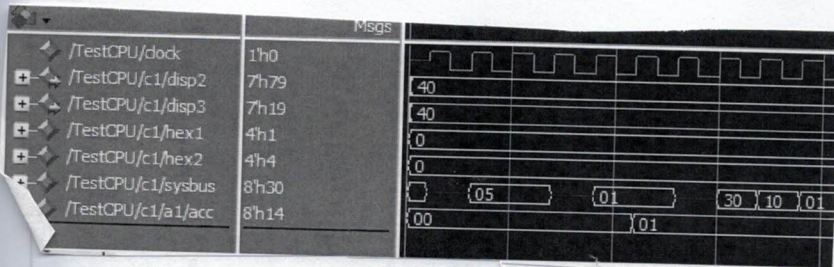 Msgs
/TestCPU/clock 1'h0
/TestCPU/c1/disp2 7'h79 40
/TestCPU/c1/disp3 7'h19 40
/TestCPU/c1/hex1 4'h1 0
/TestCPU/c1/hex2 4'h4 0
/TestCPU/c1/sysbus 8'h30 05 01 30 10 01
/TestCPU/c1/a1/acc 8'h14 00 01